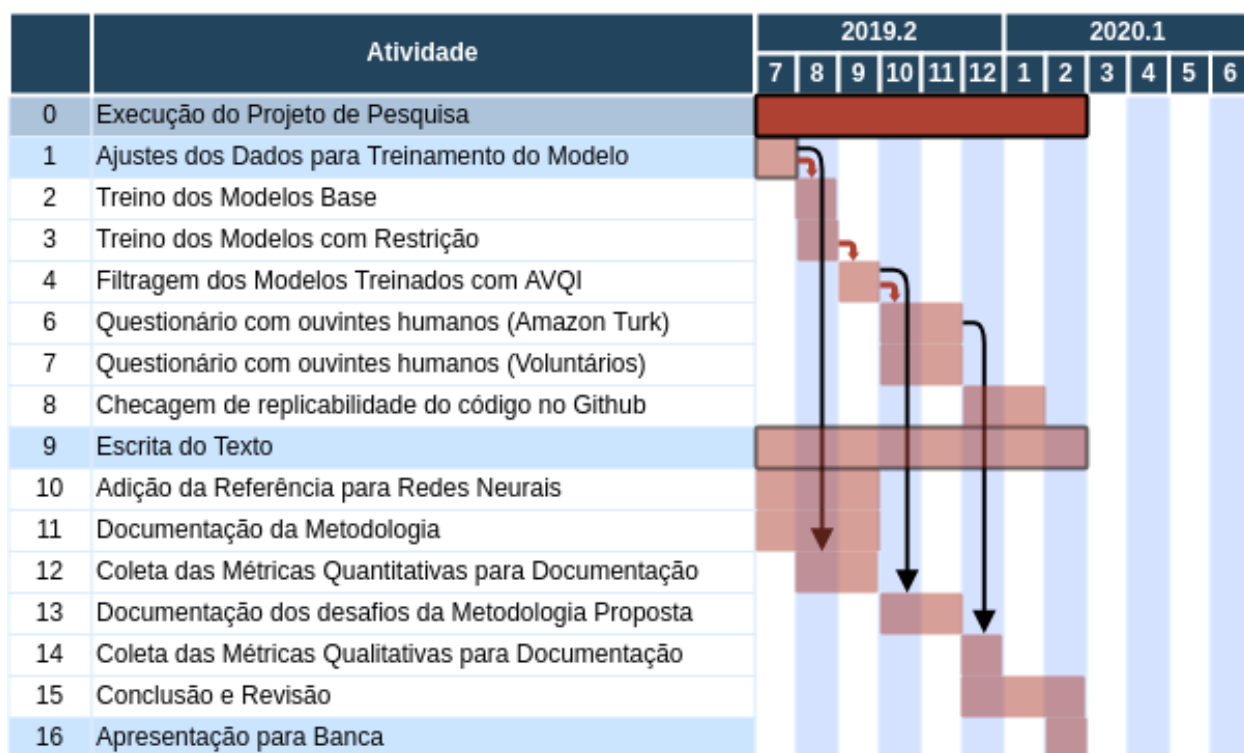 Atividade 2019.2 2020.1
7 8 9 10 11 12 1 2 3 4 5 6
0 Execução do Projeto de Pesquisa
1 Ajustes dos Dados para Treinamento do Modelo
2 Treino dos Modelos Base
3 Treino dos Modelos com Restrição
4 Filtragem dos Modelos Treinados com AVQI
6 Questionário com ouvintes humanos (Amazon Turk)
7 Questionário com ouvintes humanos (Voluntários)
8 Checagem de replicabilidade do código no Github
9 Escrita do Texto
10 Adição da Referência para Redes Neurais
11 Documentação da Metodologia
12 Coleta das Métricas Quantitativas para Documentação
13 Documentação dos desafios da Metodologia Proposta
14 Coleta das Métricas Qualitativas para Documentação
15 Conclusão e Revisão
16 Apresentação para Banca